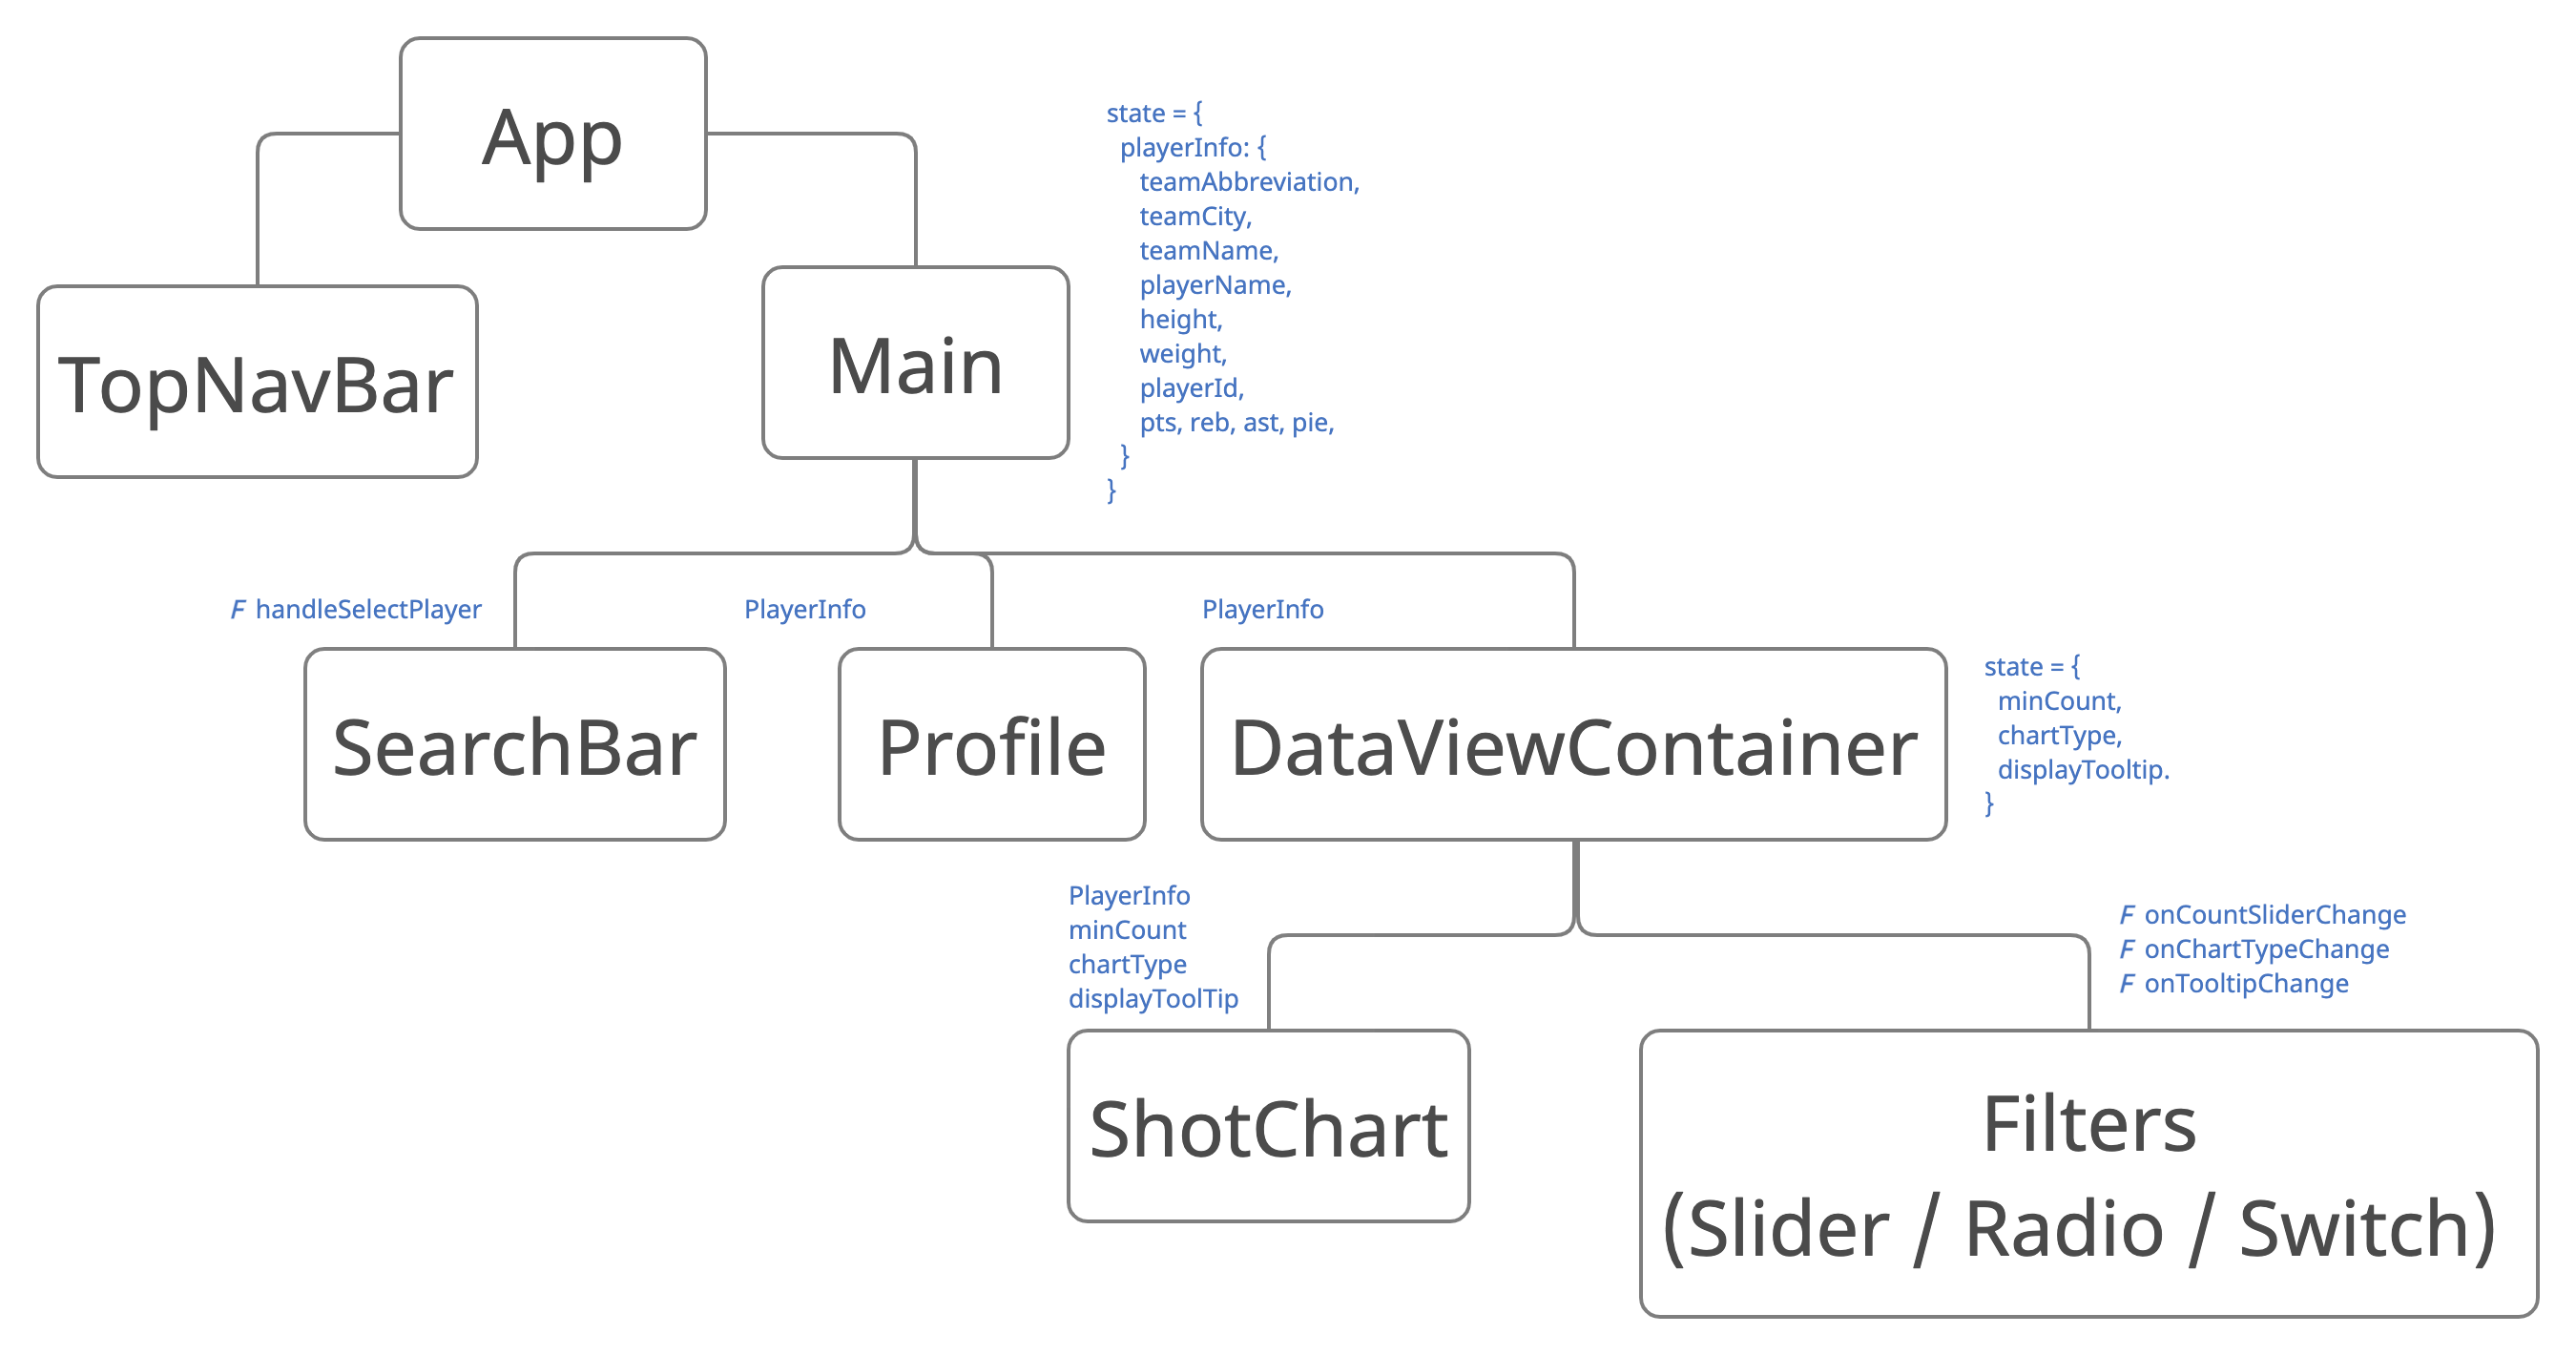 App
state = {
playerInfo: {
teamAbbreviation,
teamCity,
teamName,
playerName,
height,
weight,
playerId,
pts, reb, ast, pie,
}
}
TopNavBar
Main
F handleSelectPlayer
PlayerInfo
PlayerInfo
SearchBar
Profile
DataViewContainer
state = {
minCount,
chartType,
displayTooltip.
}
PlayerInfo
minCount
chartType
displayToolTip
F onCountSliderChange
F onChartTypeChange
F onTooltipChange
ShotChart
Filters
(Slider / Radio / Switch)